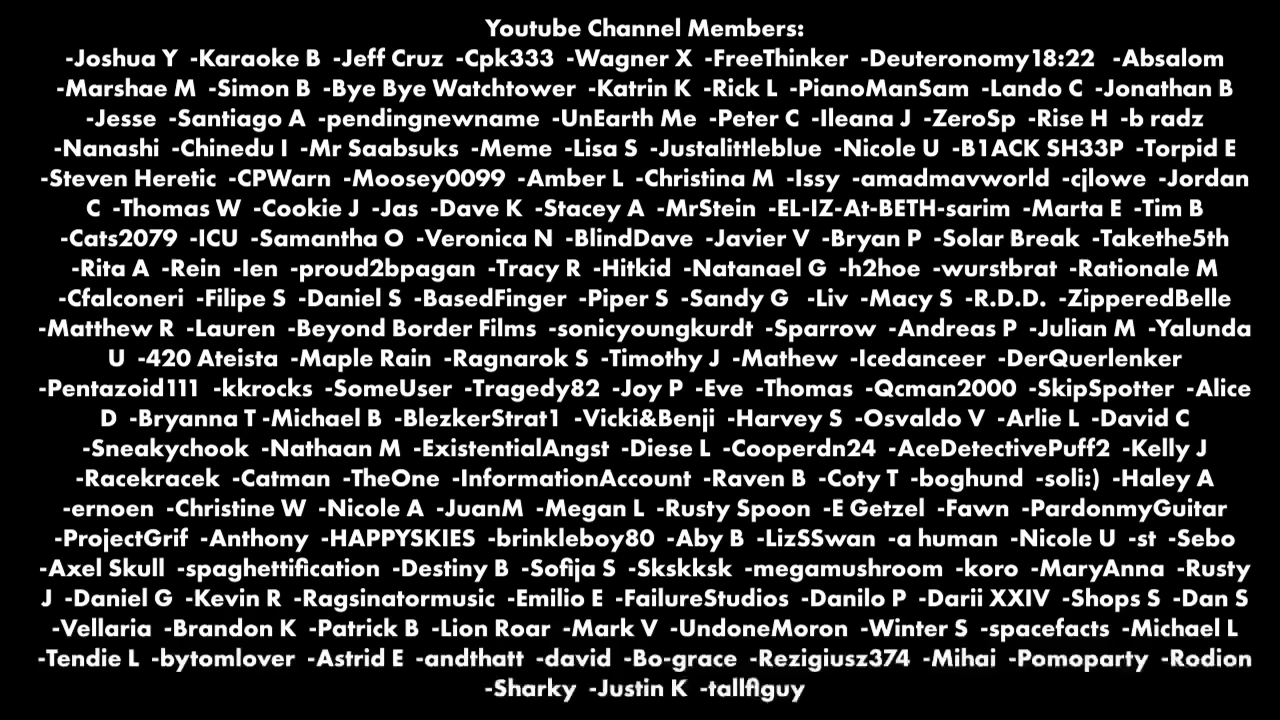 Youtube Channel Members:
-Joshua Y -Karaoke B -Jeff Cruz -Cpk333 -Wagner X -FreeThinker -Deuteronomy18:22 -Absalom
-Marshae M -Simon B -Bye Bye Watchtower -Katrin K -Rick L -PianoManSam -Lando C -Jonathan B
-Jesse -Santiago A -pendingnewname -UnEarth Me -Peter C -Ileana J -ZeroSp -Rise H -b radz
-Nanashi -Chinedu I -Mr Saabsuks -Meme -Lisa S -Justalittleblue -Nicole U -B1ACK SH33P -Torpid E
-Steven Heretic -CPWarn -Moosey0099 -Amber L -Christina M -Issy -amadmavworld -cjlowe -Jordan
C -Thomas W -Cookie J -Jas -Dave K -Stacey A -MrStein -EL-IZ-At-BETH-sarim -Marta E -Tim B
-Cats2079 -ICU -Samantha O -Veronica N -BlindDave -Javier V -Bryan P -Solar Break -Takethe5th
-Rita A -Rein -Ien -proud2bpagan -Tracy R -Hitkid -Natanael G -h2hoe -wurstbrat -Rationale M
-Cfalconeri -Filipe S -Daniel S -BasedFinger -Piper S -Sandy G -Liv -Macy S -R.D.D. -ZipperedBelle
-Matthew R -Lauren -Beyond Border Films -sonicyoungkurdt -Sparrow -Andreas P -Julian M -Yalunda
U -420 Ateista -Maple Rain -Ragnarok S -Timothy J -Mathew -Icedanceer -DerQuerlenker
-Pentazoid111 -kkrocks -SomeUser -Tragedy82 -Joy P -Eve -Thomas -Qcman2000 -SkipSpotter -Alice
D -Bryanna T -Michael B -BlezkerStrat1 -Vicki&Benji -Harvey S -Osvaldo V -Arlie L -David C
-Sneakychook -Nathaan M -ExistentialAngst -Diese L -Cooperdn24 -AceDetectivePuff2 -Kelly J
-Racekracek -Catman -TheOne -InformationAccount -Raven B -Coty T -boghund -soli:) -Haley A
-ernoen -Christine W -Nicole A -JuanM -Megan L -Rusty Spoon -E Getzel -Fawn -PardonmyGuitar
-ProjectGrif -Anthony -HAPPYSKIES -brinkleboy80 -Aby B -LizSSwan -a human -Nicole U -st -Sebo
-Axel Skull -spaghettification -Destiny B -Sofija S -Skskksk -megamushroom -koro -MaryAnna -Rusty
J -Daniel G -Kevin R -Ragsinatormusic -Emilio E -FailureStudios -Danilo P -Darii XXIV -Shops S -Dan S
-Vellaria -Brandon K -Patrick B -Lion Roar -Mark V -UndoneMoron -Winter S -spacefacts -Michael L
-Tendie L -bytomlover -Astrid E -andthatt -david -Bo-grace -Rezigiusz374 -Mihai -Pomoparty -Rodion
-Sharky -Justin K -tallflguy